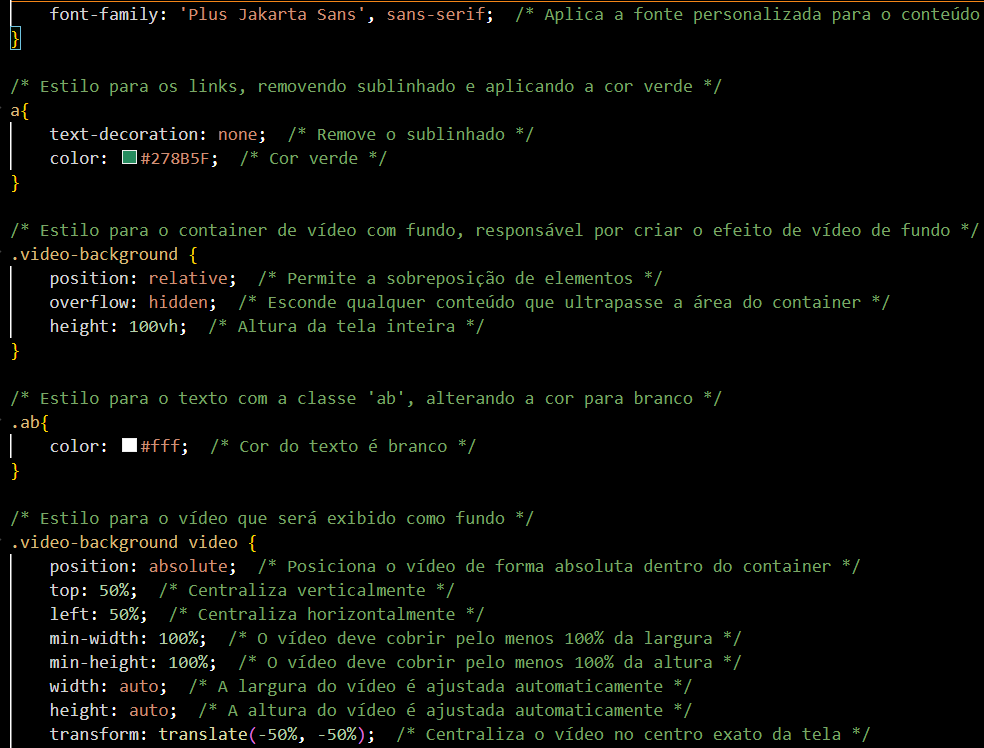 font-family: 'Plus Jakarta Sans', sans-serif;  /* Aplica a fonte personalizada para o conteúdo
}
/* Estilo para os links, removendo sublinhado e aplicando a cor verde */
a{
text-decoration: none;  /* Remove o sublinhado */
color: #278B5F;  /* Cor verde */
}
/* Estilo para o container de vídeo com fundo, responsável por criar o efeito de vídeo de fundo */
.video-background {
position: relative;  /* Permite a sobreposição de elementos */
overflow: hidden;  /* Esconde qualquer conteúdo que ultrapasse a área do container */
height: 100vh;  /* Altura da tela inteira */
}
/* Estilo para o texto com a classe 'ab', alterando a cor para branco */
.ab{
color: #fff;  /* Cor do texto é branco */
}
/* Estilo para o vídeo que será exibido como fundo */
.video-background video {
position: absolute;  /* Posiciona o vídeo de forma absoluta dentro do container */
top: 50%;  /* Centraliza verticalmente */
left: 50%;  /* Centraliza horizontalmente */
min-width: 100%;  /* O vídeo deve cobrir pelo menos 100% da largura */
min-height: 100%;  /* O vídeo deve cobrir pelo menos 100% da altura */
width: auto;  /* A largura do vídeo é ajustada automaticamente */
height: auto;  /* A altura do vídeo é ajustada automaticamente */
transform: translate(-50%, -50%);  /* Centraliza o vídeo no centro exato da tela */